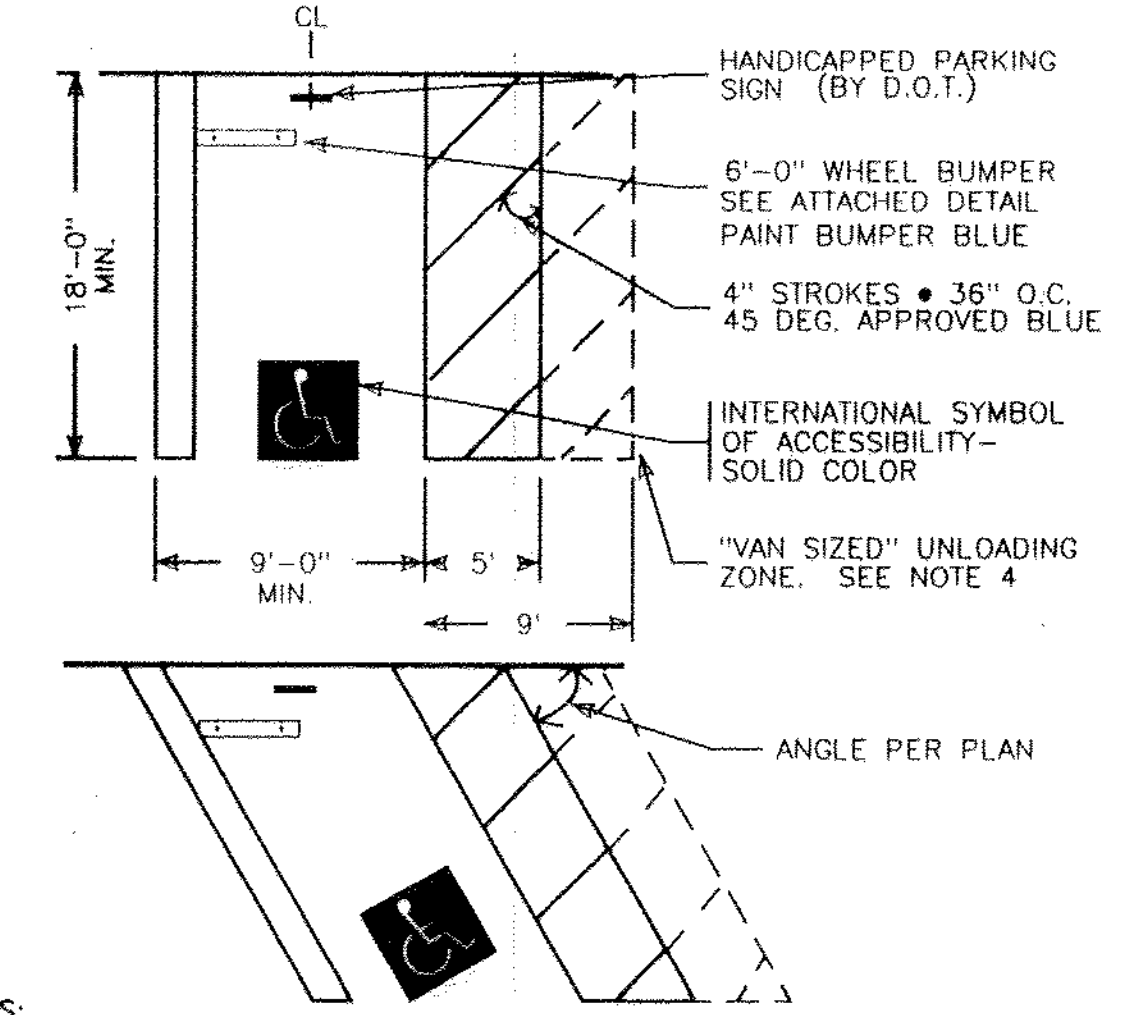 CL
HANDICAPPED PARKING
SIGN (BY D.O.T.)
6'-0" WHEEL BUMPER
SEE ATTACHED DETAIL
PAINT BUMPER BLUE
18'-0"
MIN.
4" STROKES • 36" O.C.
45 DEG. APPROVED BLUE
INTERNATIONAL SYMBOL
OF ACCESSIBILITY-
SOLID COLOR
"VAN SIZED" UNLOADING
ZONE. SEE NOTE 4
9'-0"
MIN.
5'
9'
ANGLE PER PLAN